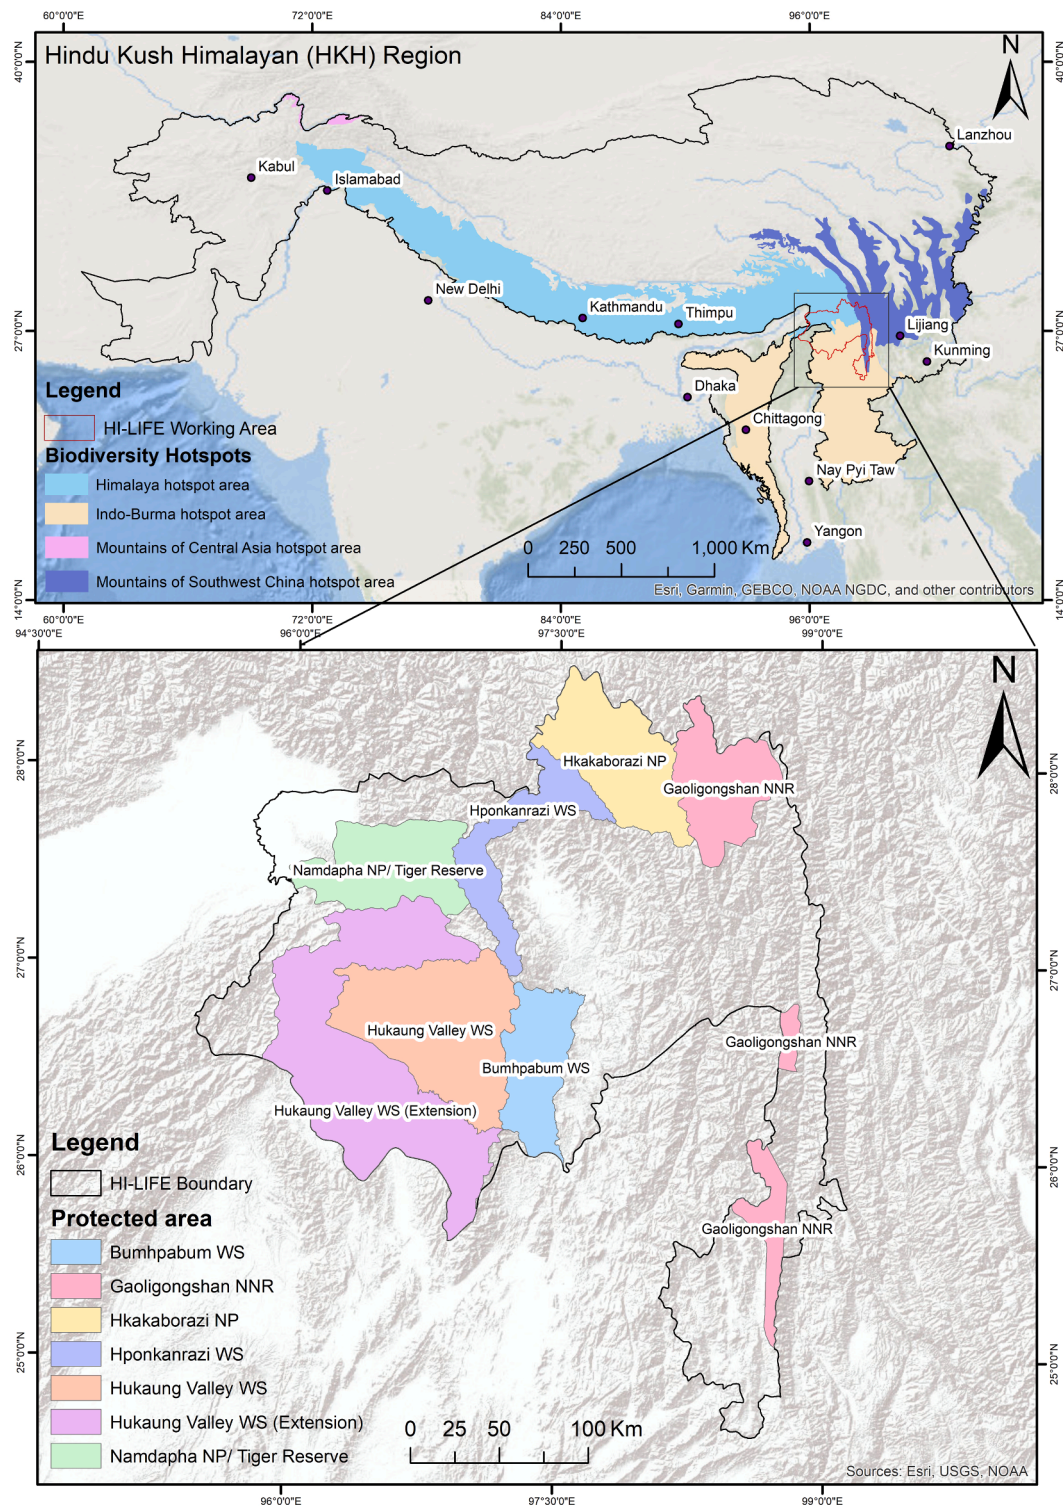 60°0'0"E 72°0'0"E 84°0'0"E 96°0'0"E
Hindu Kush Himalayan (HKH) Region
N
40°0'0"N
40°0'0"N
Lanzhou
Kabul
Islamabad
New Delhi
Kathmandu
Thimpu
Lijiang
Kunming
27°0'0"N
27°0'0"N
Dhaka
Chittagong
Nay Pyi Taw
Yangon
Legend
HI-LIFE Working Area
Biodiversity Hotspots
Himalaya hotspot area
Indo-Burma hotspot area
Mountains of Central Asia hotspot area
Mountains of Southwest China hotspot area
0 250 500 1,000 Km
Esri, Garmin, GEBCO, NOAA NGDC, and other contributors
14°0'0"N
14°0'0"N
60°0'0"E 72°0'0"E 84°0'0"E 96°0'0"E
94°30'0"E 96°0'0"E 97°30'0"E 99°0'0"E
N
28°0'0"N
28°0'0"N
Hkakaborazi NP
Gaoligongshan NNR
Hponkanrazi WS
Namdapha NP/ Tiger Reserve
27°0'0"N
27°0'0"N
Hukaung Valley WS
Gaoligongshan NNR
Bumhpabum WS
Hukaung Valley WS (Extension)
26°0'0"N
26°0'0"N
Gaoligongshan NNR
25°0'0"N
25°0'0"N
Legend
HI-LIFE Boundary
Protected area
Bumhpabum WS
Gaoligongshan NNR
Hkakaborazi NP
Hponkanrazi WS
Hukaung Valley WS
Hukaung Valley WS (Extension)
Namdapha NP/ Tiger Reserve
0 25 50 100 Km
Sources: Esri, USGS, NOAA
96°0'0"E 97°30'0"E 99°0'0"E